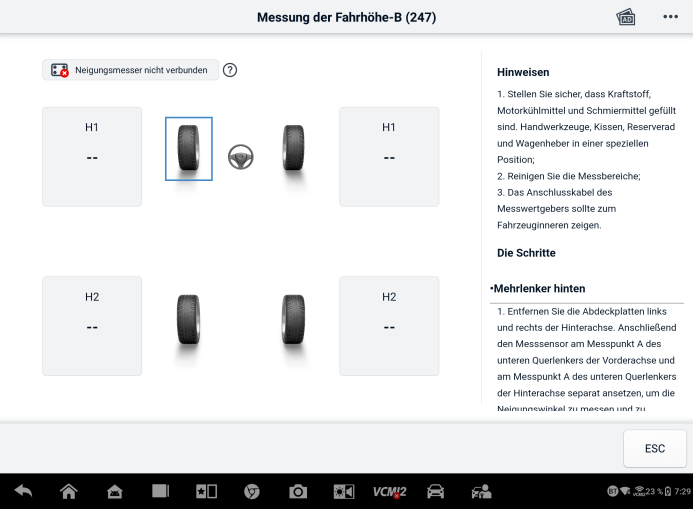 Messung der Fahrhöhe-B (247)
AD
Neigungsmesser nicht verbunden
?
H1
--
H1
--
H2
--
H2
--
Hinweisen
1. Stellen Sie sicher, dass Kraftstoff,
Motorkühlmittel und Schmiermittel gefüllt
sind. Handwerkzeuge, Kissen, Reserverad
und Wagenheber in einer speziellen
Position;
2. Reinigen Sie die Messbereiche;
3. Das Anschlusskabel des
Messwertgebers sollte zum
Fahrzeuginneren zeigen.
Die Schritte
•Mehrlenker hinten
1. Entfernen Sie die Abdeckplatten links
und rechts der Hinterachse. Anschließend
den Messsensor am Messpunkt A des
unteren Querlenkers der Vorderachse und
am Messpunkt A des unteren Querlenkers
der Hinterachse separat ansetzen, um die
Neigungswinkel zu messen und zu
ESC
VCMI2
BT
VCMI2
23 %
7:29